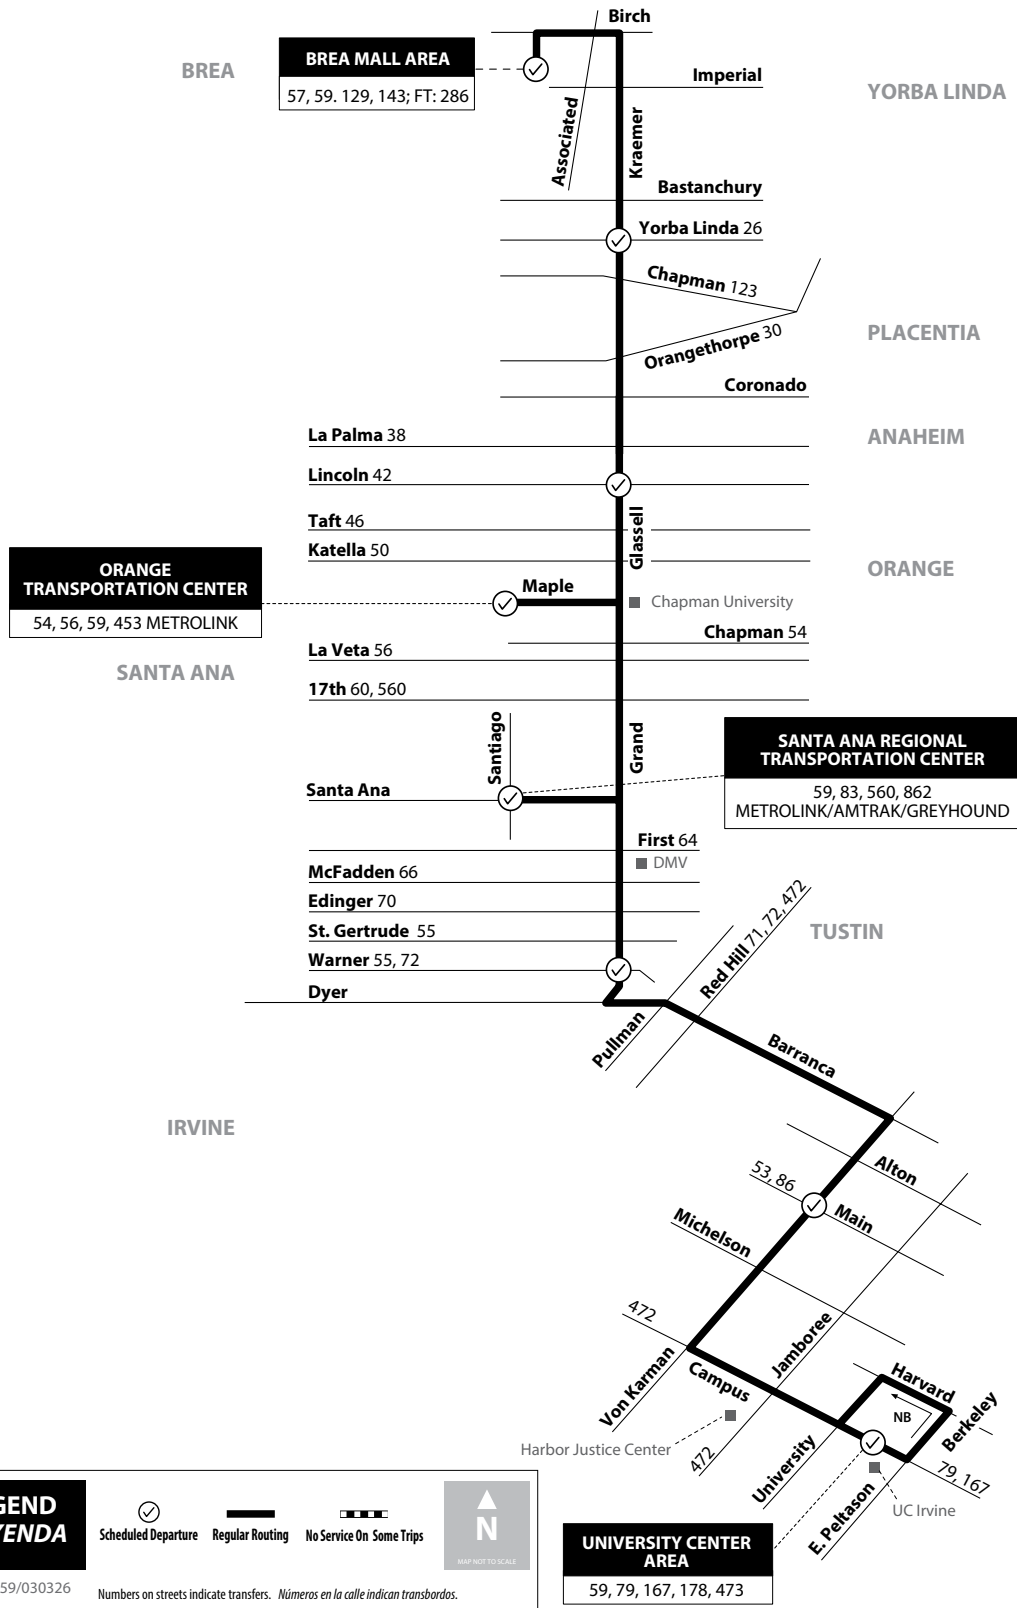 Birch
BREA MALL AREA
57, 59. 129, 143; FT: 286
BREA
Imperial
YORBA LINDA
Associated
Kraemer
Bastanchury
Yorba Linda 26
Chapman 123
PLACENTIA
Orangethorpe 30
Coronado
La Palma 38
ANAHEIM
Lincoln 42
Taft 46
Glassell
Katella 50
ORANGE
ORANGE
TRANSPORTATION CENTER
54, 56, 59, 453 METROLINK
Maple
Chapman University
Chapman 54
La Veta 56
SANTA ANA
17th 60, 560
Santiago
Grand
SANTA ANA REGIONAL
TRANSPORTATION CENTER
59, 83, 560, 862
METROLINK/AMTRAK/GREYHOUND
Santa Ana
First 64
DMV
McFadden 66
Edinger 70
St. Gertrude 55
Warner 55, 72
Red Hill 71, 72, 472
TUSTIN
Dyer
Pullman
Barranca
IRVINE
Alton
53, 86
Main
Michelson
472
Von Karman
Campus
Jamboree
Harvard
NB
Berkeley
Harbor Justice Center
472
University
79, 167
UC Irvine
E. Peltason
UNIVERSITY CENTER
AREA
59, 79, 167, 178, 473
GEND
YENDA
Scheduled Departure
Regular Routing
No Service On Some Trips
N
MAP NOT TO SCALE
59/030326
Numbers on streets indicate transfers. Números en la calle indican transbordos.